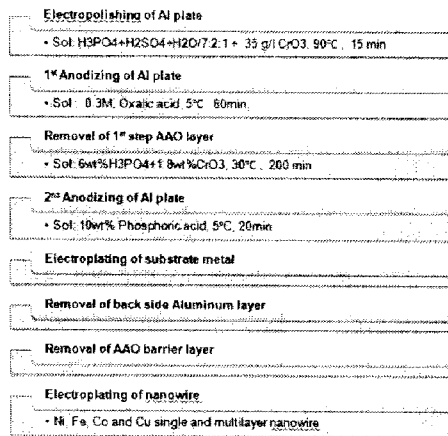 Electropolishing of Al plate
• Sol: H3PO4+H2SO4+H2O/7:2:1 + 35 g/l CrO3, 90℃, 15 min
1st Anodizing of Al plate
• Sol : 0.3M, Oxalic acid, 5℃ 60min,
Removal of 1st step AAO layer
• Sol: 6wt%H3PO4+1.8wt%CrO3, 30℃, 200 min
2nd Anodizing of Al plate
• Sol: 10wt% Phosphoric acid, 5℃, 20min
Electroplating of substrate metal
Removal of back side Aluminum layer
Removal of AAO barrier layer
Electroplating of nanowire
• Ni, Fe, Co and Cu single and multilayer nanowire